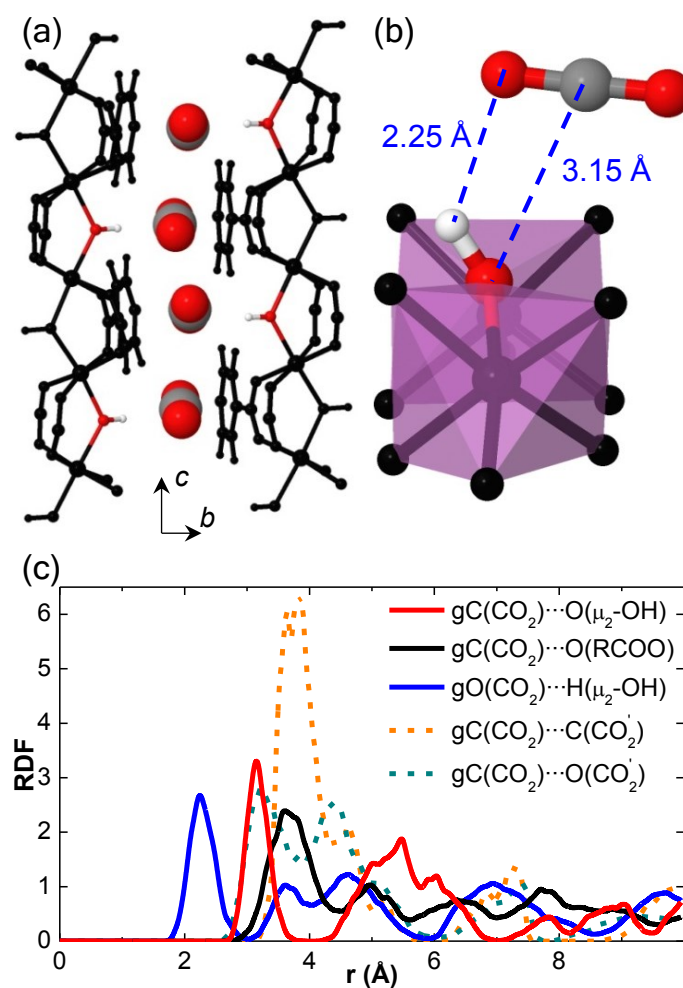 (a)
(b)
2.25 Å
3.15 Å
c
b
(c)
6
5
4
3
2
1
0
RDF
gC(CO₂)···O(μ₂-OH)
gC(CO₂)···O(RCOO)
gO(CO₂)···H(μ₂-OH)
gC(CO₂)···C(CO₂')
gC(CO₂)···O(CO₂')
0 2 4 6 8
r (Å)